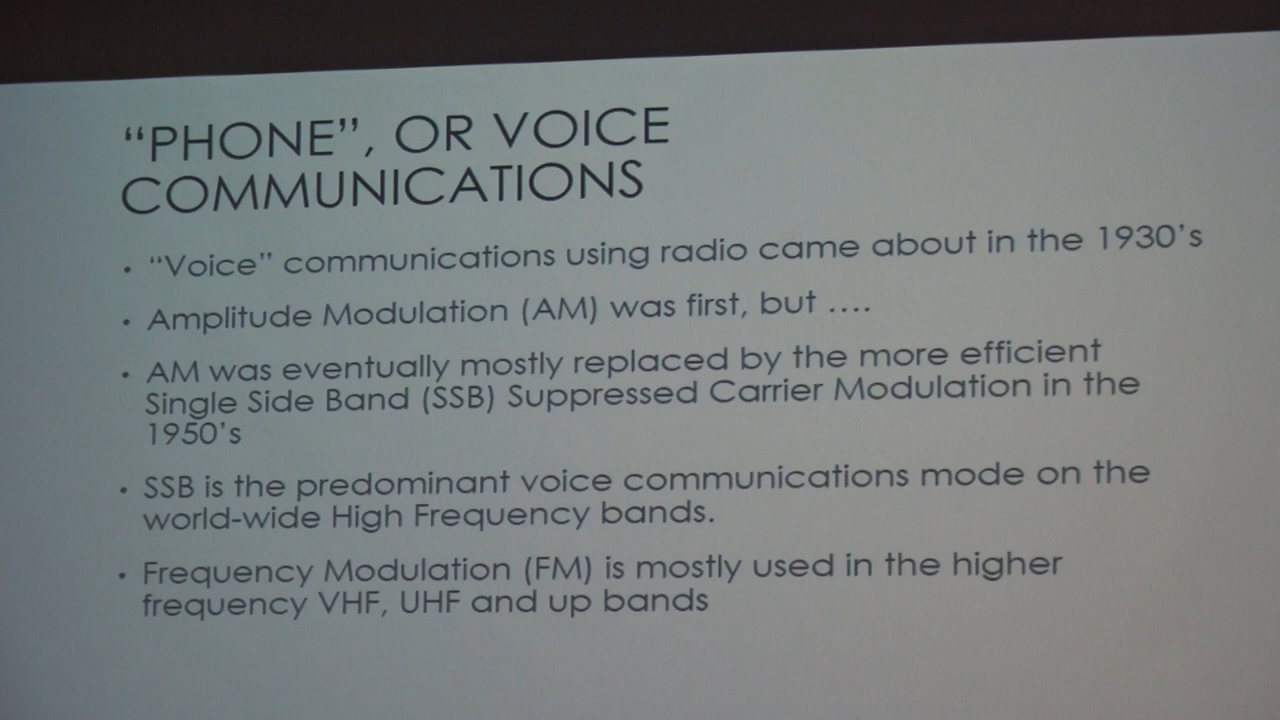 “PHONE”, OR VOICE
COMMUNICATIONS
• “Voice” communications using radio came about in the 1930’s
• Amplitude Modulation (AM) was first, but ....
• AM was eventually mostly replaced by the more efficient
Single Side Band (SSB) Suppressed Carrier Modulation in the
1950’s
• SSB is the predominant voice communications mode on the
world-wide High Frequency bands.
• Frequency Modulation (FM) is mostly used in the higher
frequency VHF, UHF and up bands